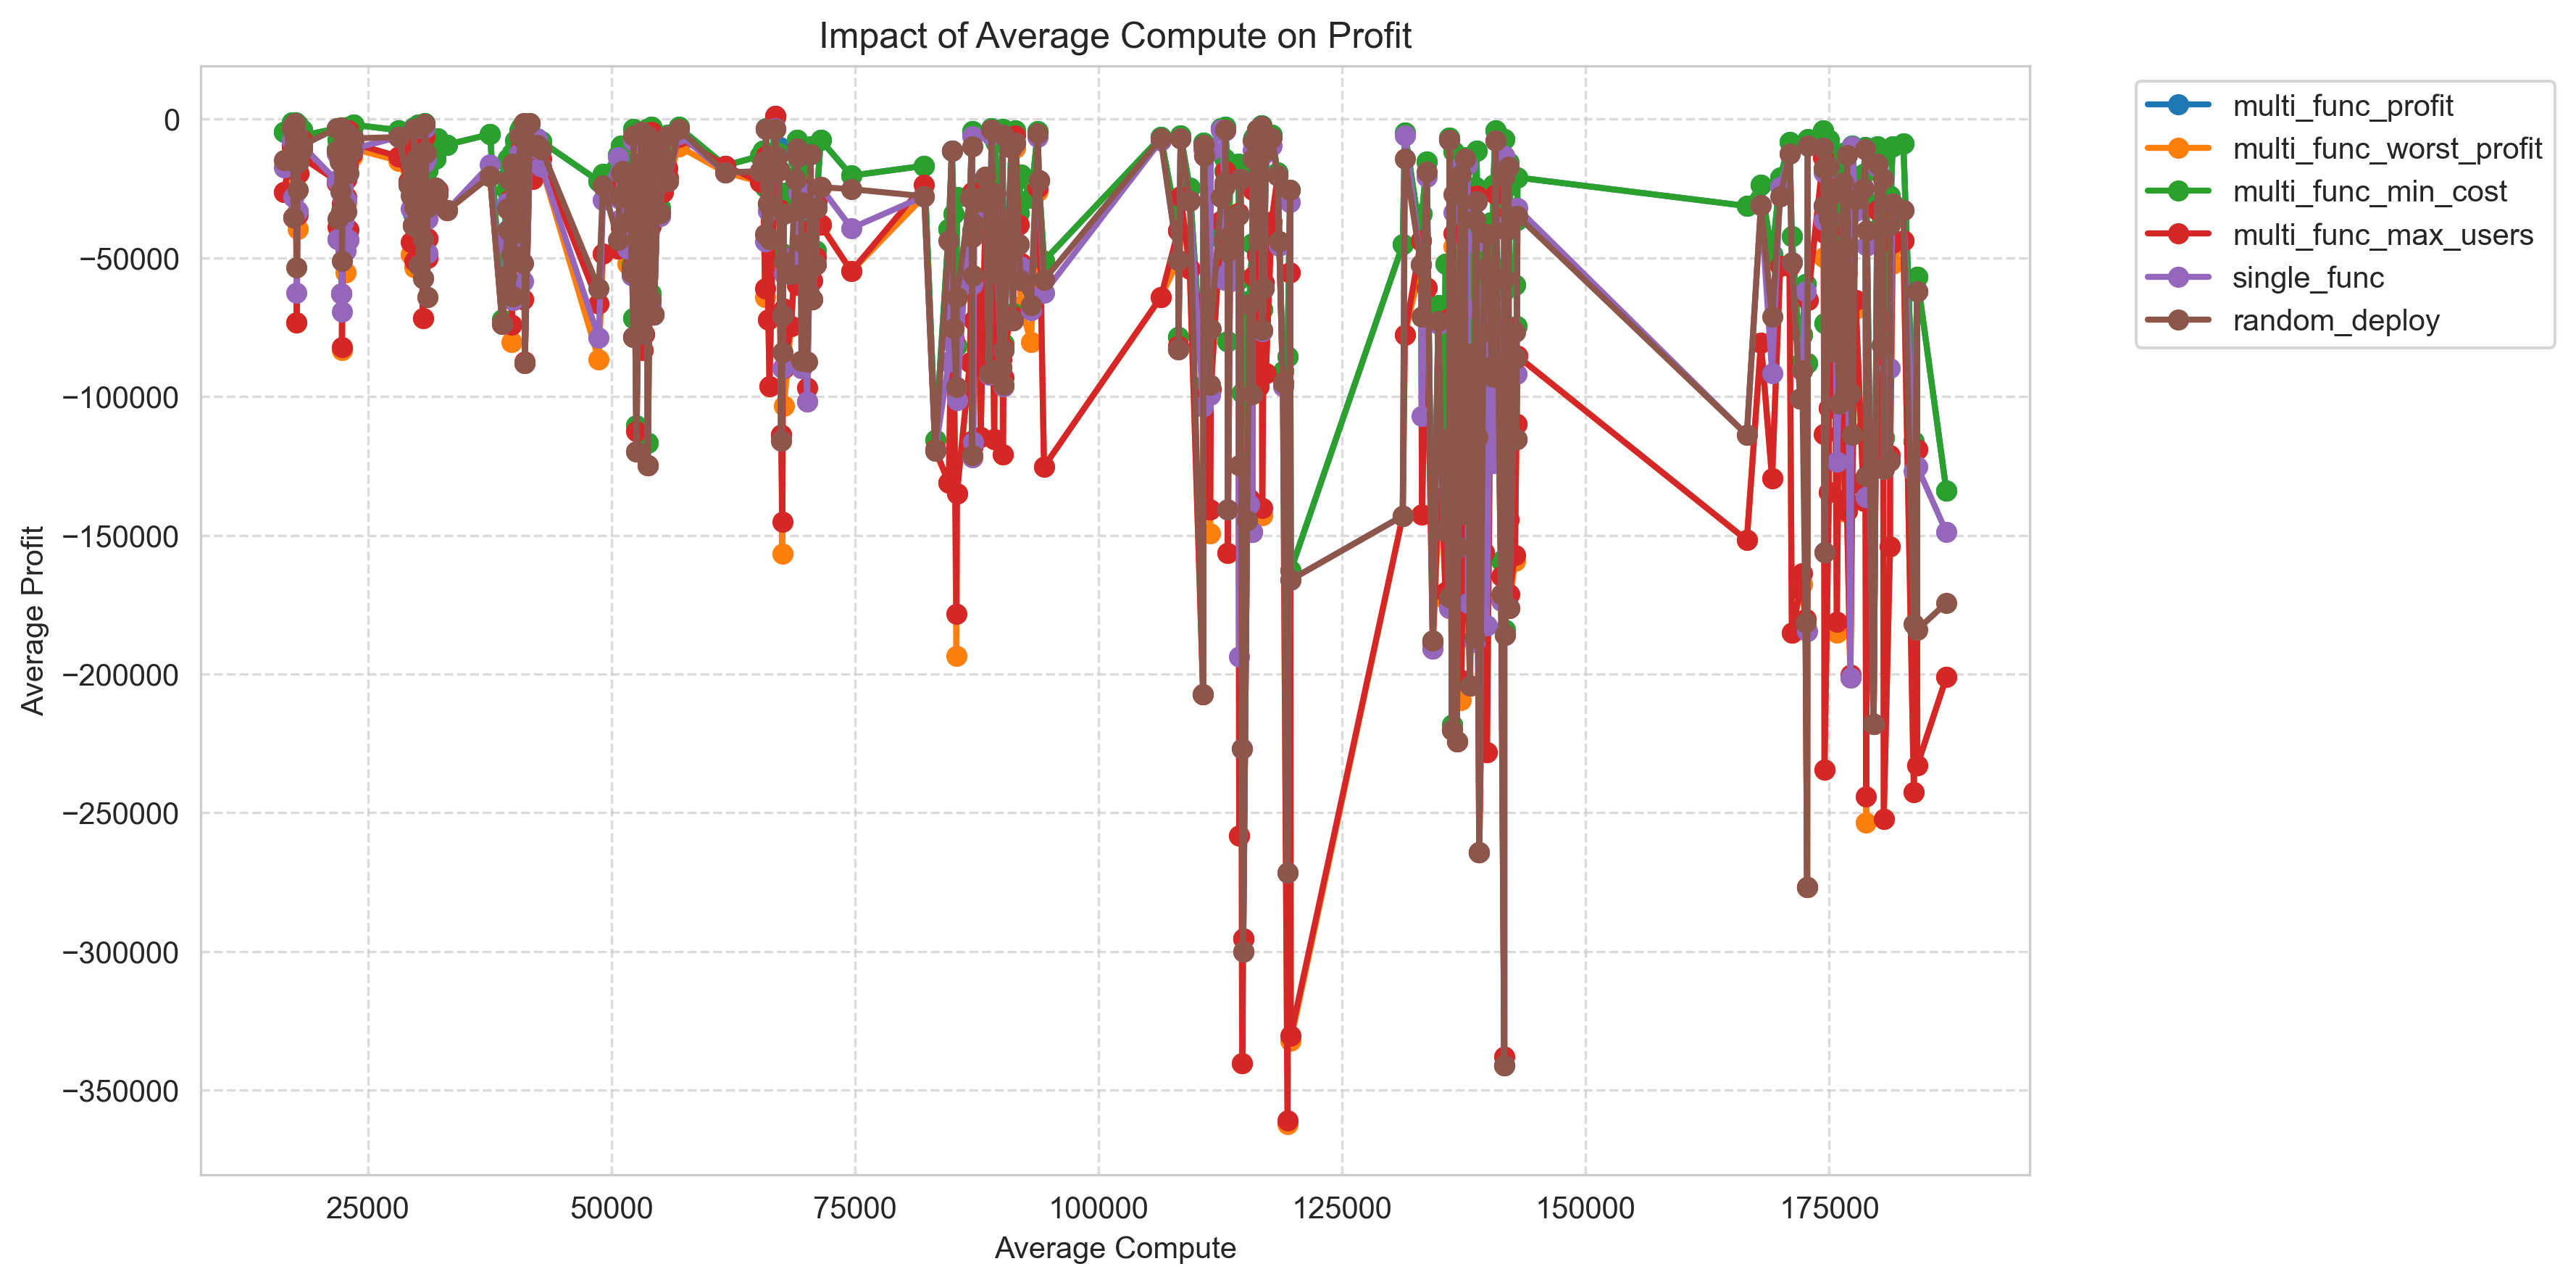 Impact of Average Compute on Profit
multi_func_profit
multi_func_worst_profit
multi_func_min_cost
multi_func_max_users
single_func
random_deploy
Average Profit
0
−50000
−100000
−150000
−200000
−250000
−300000
−350000
25000 50000 75000 100000 125000 150000 175000
Average Compute